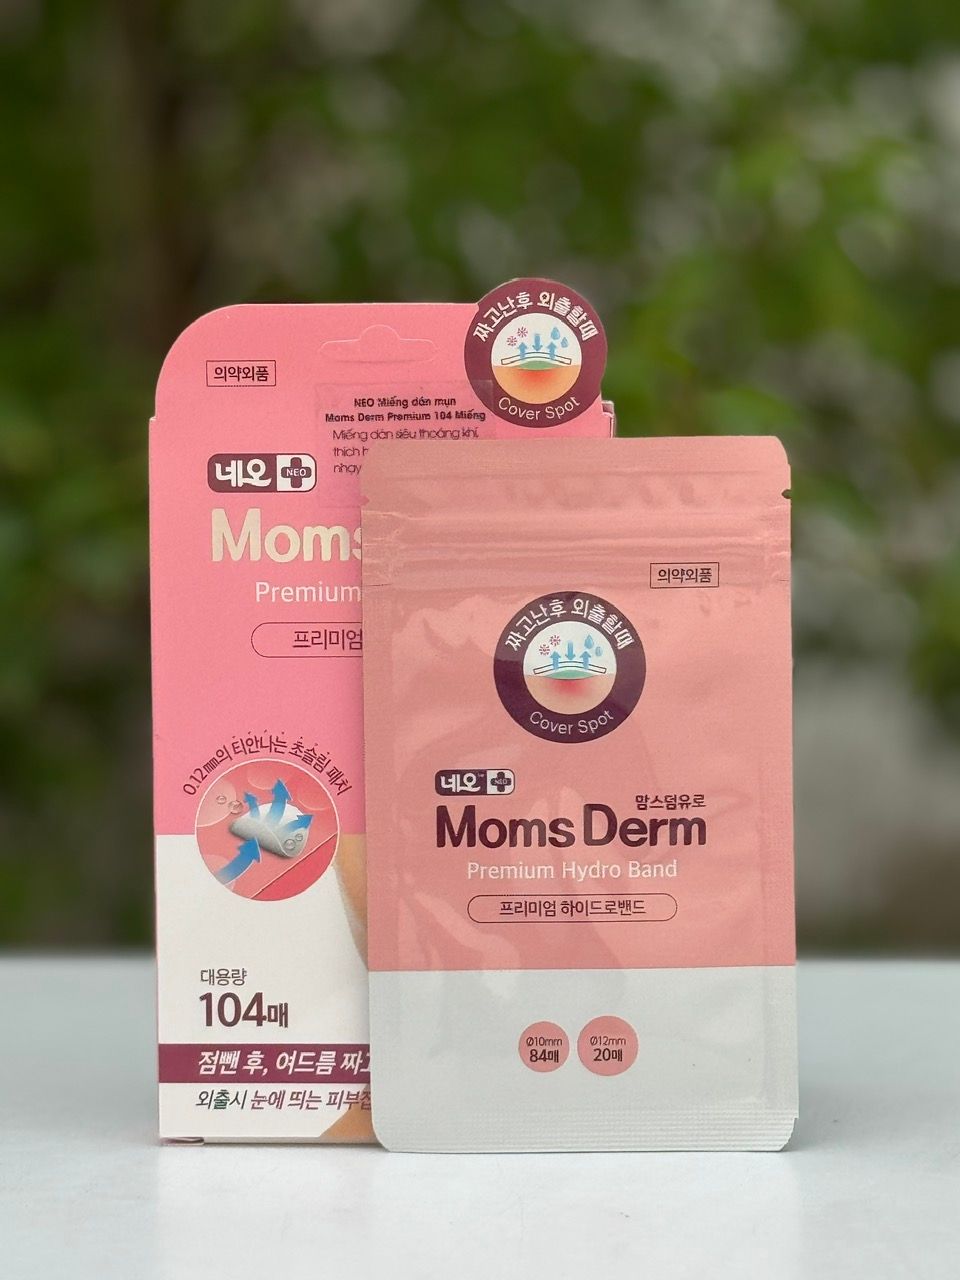 의약외품
NEO Miếng dán mụn
Moms Derm Premium 104 Miếng
Miếng dán siêu thoáng khí,
thích
nhạy
짜고난후 외출할때
Cover Spot
네오 NEO
Moms
Premium
프리미엄
0.12mm의 티안나는 초슬림 패치
대용량
104매
점뺀 후, 여드름 짜고
외출시 눈에 띄는 피부
의약외품
짜고난후 외출할때
Cover Spot
네오 NEO
맘스덤유로
Moms Derm
Premium Hydro Band
프리미엄 하이드로밴드
Ø10mm
84매
Ø12mm
20매